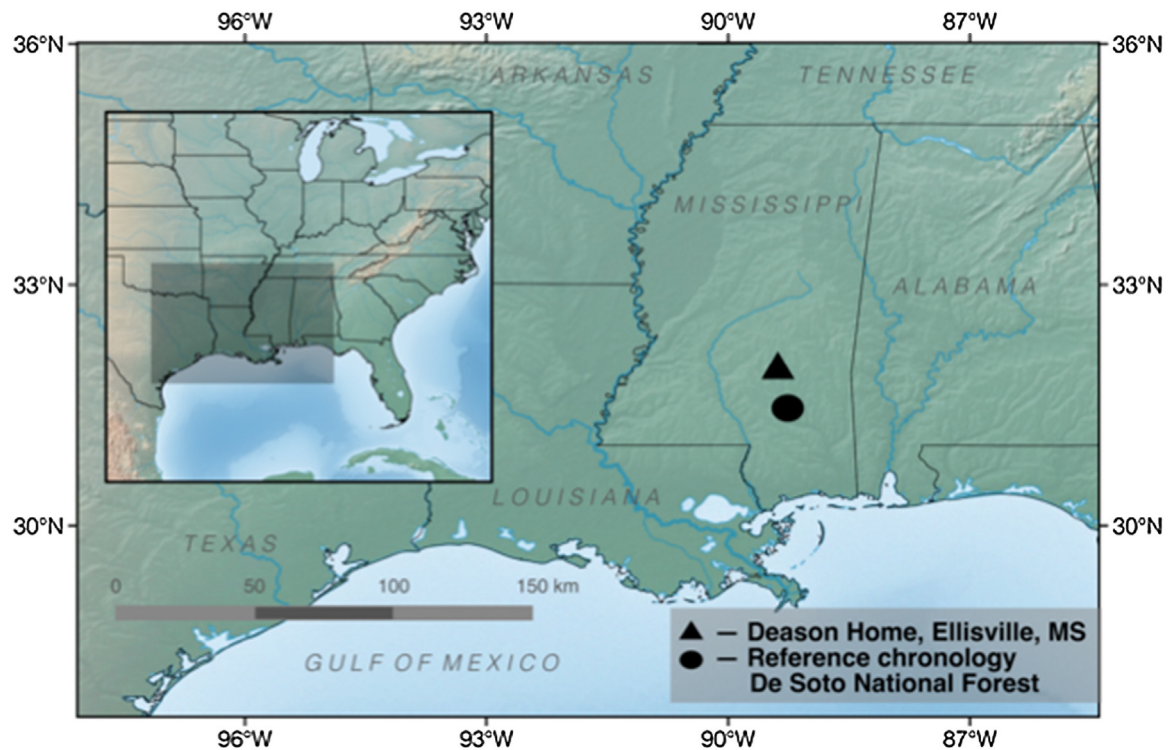 96°W 93°W 90°W 87°W
36°N 36°N
ARKANSAS TENNESSEE
MISSISSIPPI
33°N 33°N
ALABAMA
LOUISIANA
30°N 30°N
TEXAS
0 50 100 150 km
▲ — Deason Home, Ellisville, MS
● — Reference chronology
De Soto National Forest
GULF OF MEXICO
96°W 93°W 90°W 87°W